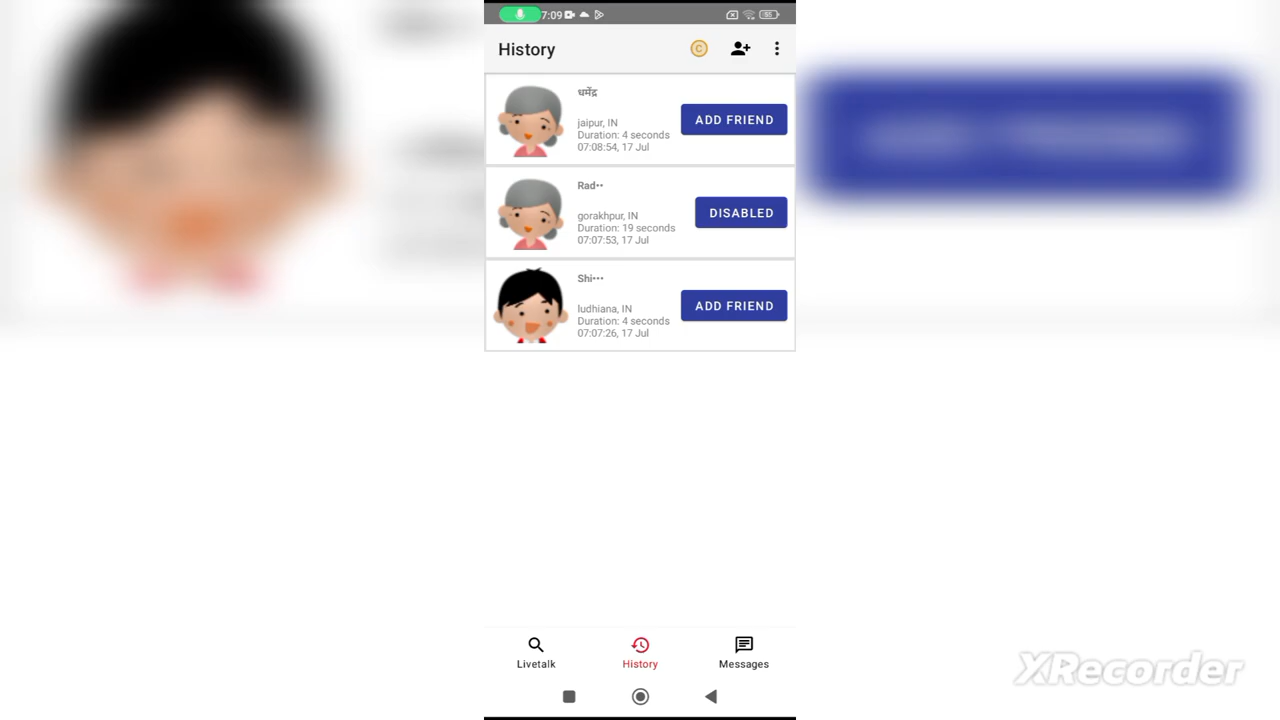 7:09
55
History
C
धर्मेंद्र
jaipur, IN
Duration: 4 seconds
07:08:54, 17 Jul
ADD FRIEND
Rad··
gorakhpur, IN
Duration: 19 seconds
07:07:53, 17 Jul
DISABLED
Shi···
ludhiana, IN
Duration: 4 seconds
07:07:26, 17 Jul
ADD FRIEND
Livetalk
History
Messages
XRecorder